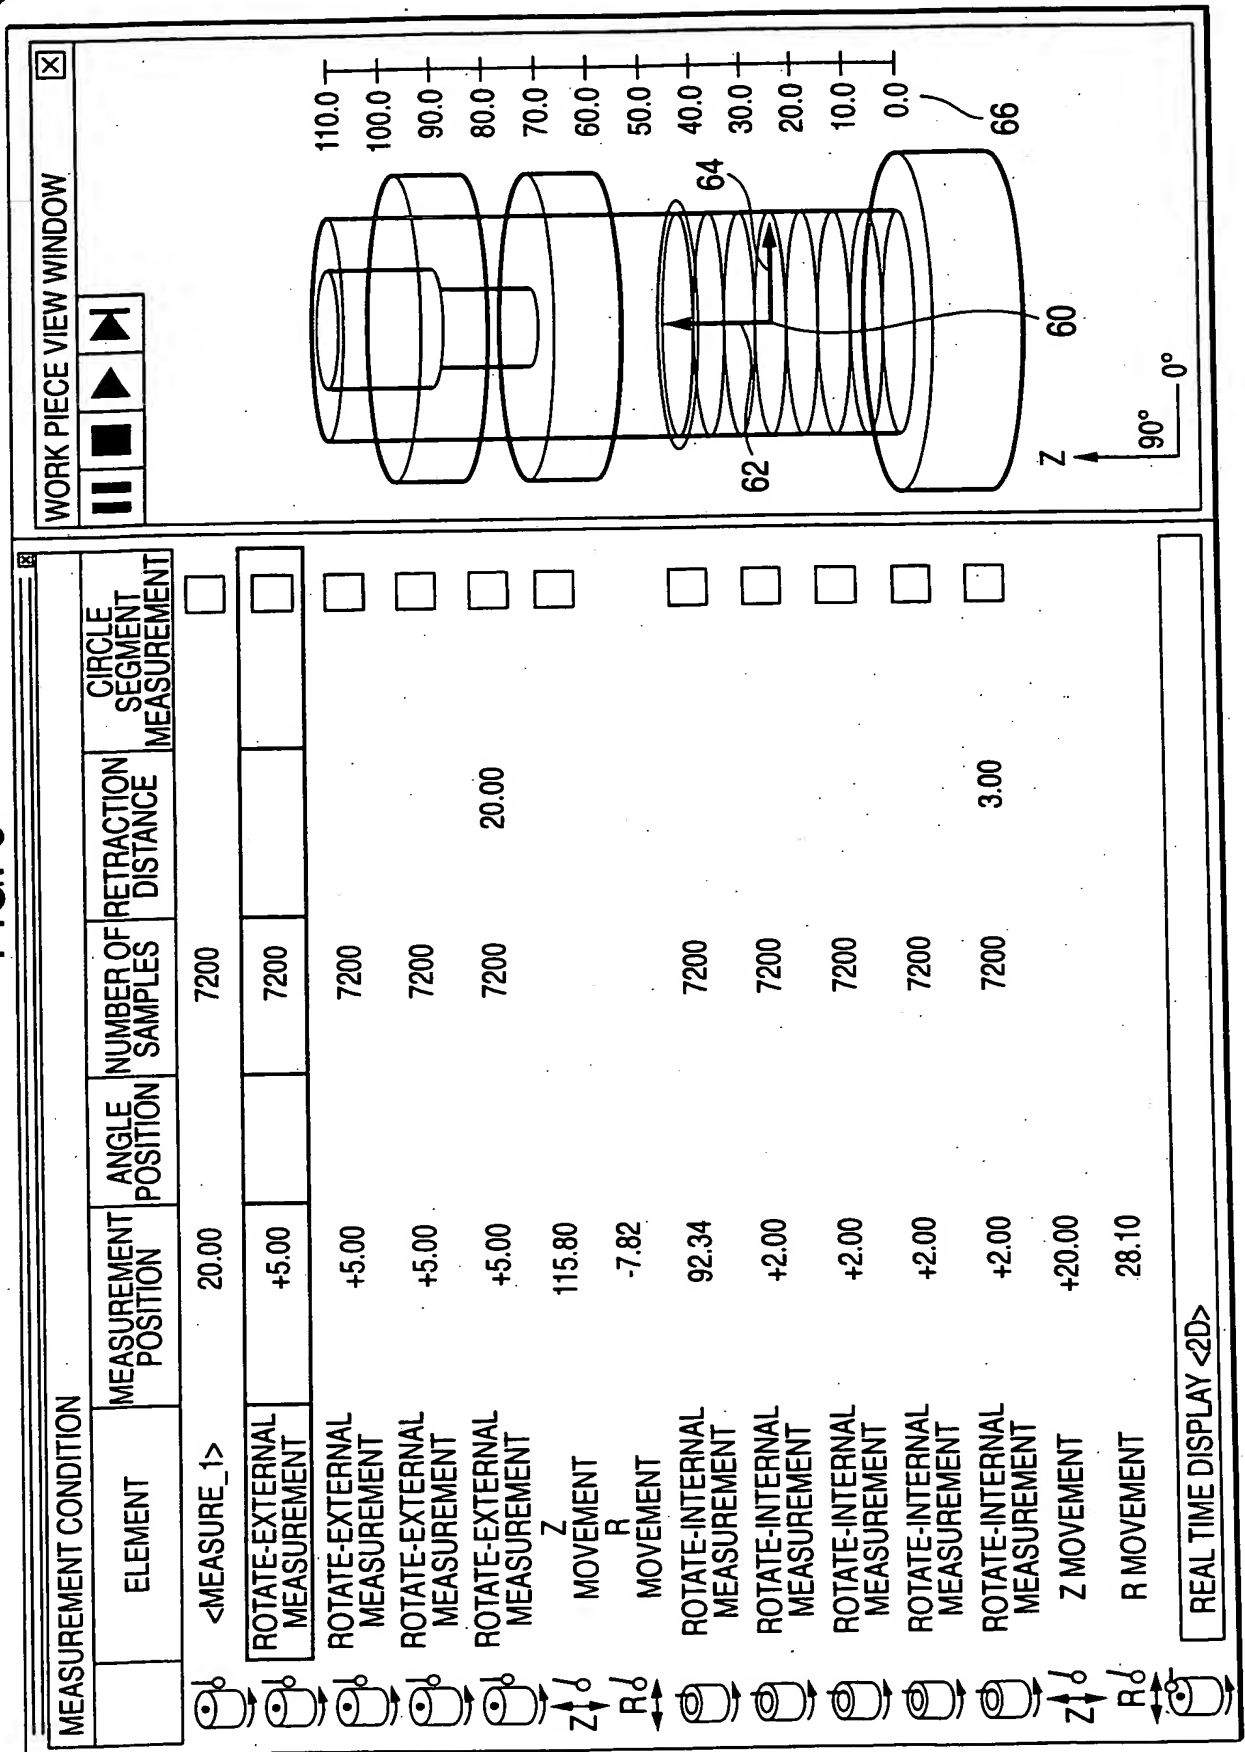 MEASUREMENT CONDITION
ELEMENT
MEASUREMENT
POSITION
ANGLE
POSITION
NUMBER OF
SAMPLES
RETRACTION
DISTANCE
CIRCLE
SEGMENT
MEASUREMENT
<MEASURE_1> 20.00 7200
ROTATE-EXTERNAL
MEASUREMENT
+5.00 7200
ROTATE-EXTERNAL
MEASUREMENT
+5.00 7200
ROTATE-EXTERNAL
MEASUREMENT
+5.00 7200
ROTATE-EXTERNAL
MEASUREMENT
+5.00 7200 20.00
Z
Z
MOVEMENT
115.80
R
R
MOVEMENT
-7.82
ROTATE-INTERNAL
MEASUREMENT
92.34 7200
ROTATE-INTERNAL
MEASUREMENT
+2.00 7200
ROTATE-INTERNAL
MEASUREMENT
+2.00 7200
ROTATE-INTERNAL
MEASUREMENT
+2.00 7200
ROTATE-INTERNAL
MEASUREMENT
+2.00 7200 3.00
Z
Z MOVEMENT +20.00
R
R MOVEMENT 28.10
REAL TIME DISPLAY <2D>
WORK PIECE VIEW WINDOW
X
110.0
100.0
90.0
80.0
70.0
60.0
50.0
40.0
30.0
20.0
10.0
0.0
66
64
62
60
Z
90°
0°